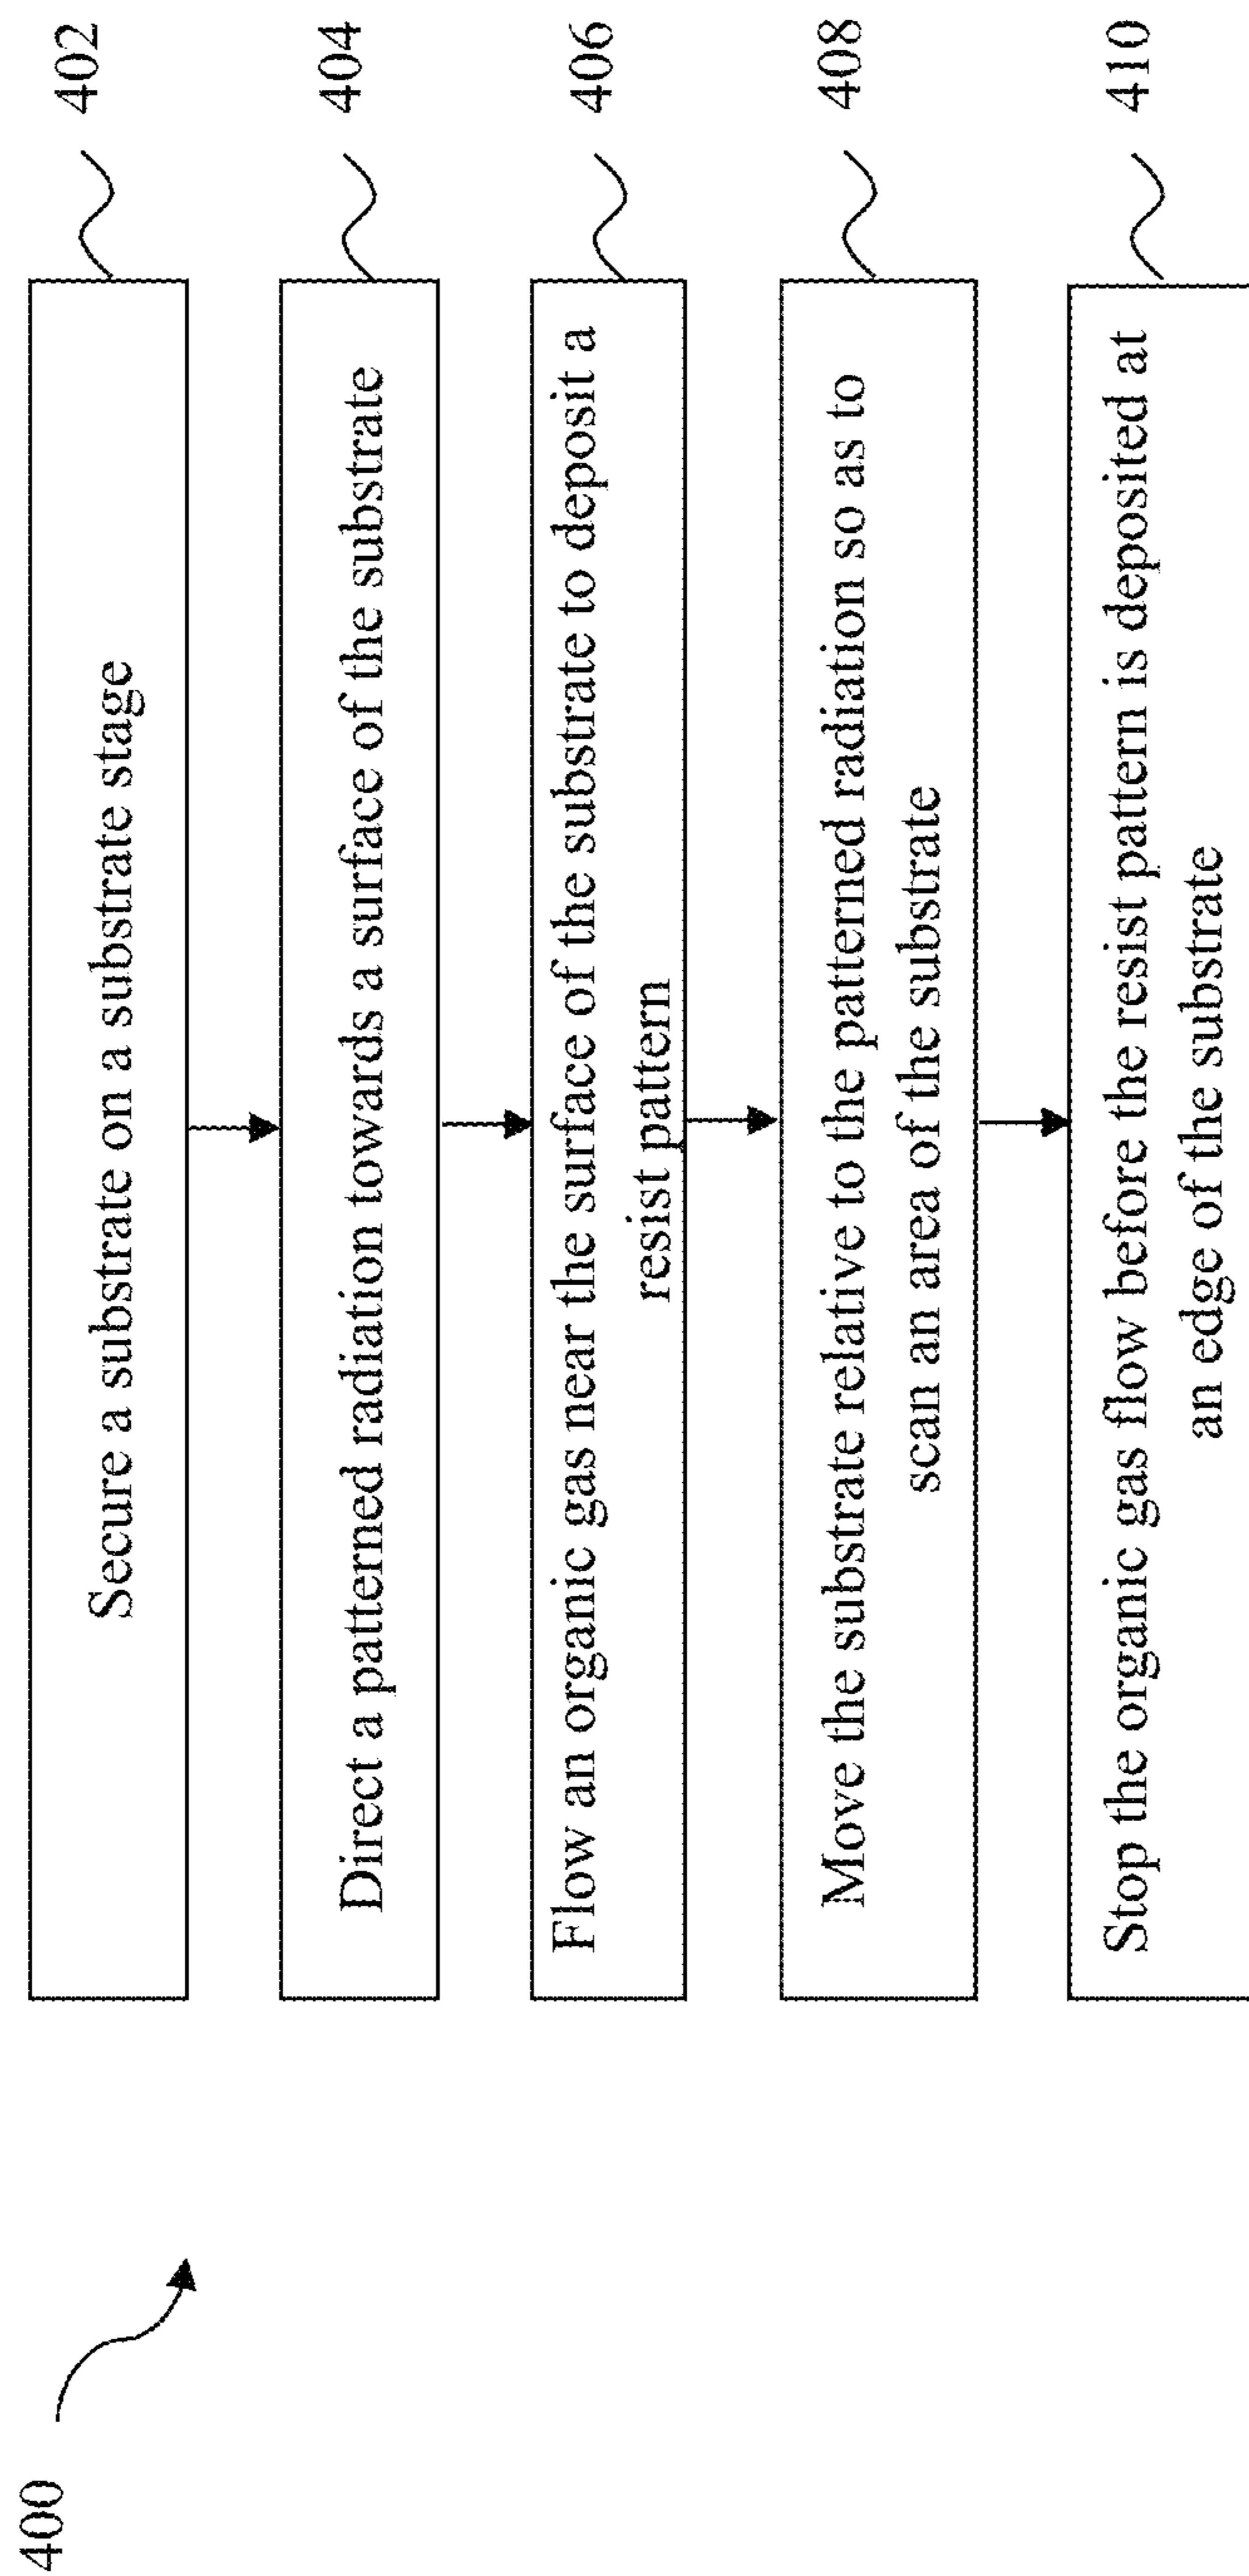 400
Secure a substrate on a substrate stage
402
Direct a patterned radiation towards a surface of the substrate
404
Flow an organic gas near the surface of the substrate to deposit a
resist pattern
406
Move the substrate relative to the patterned radiation so as to
scan an area of the substrate
408
Stop the organic gas flow before the resist pattern is deposited at
an edge of the substrate
410